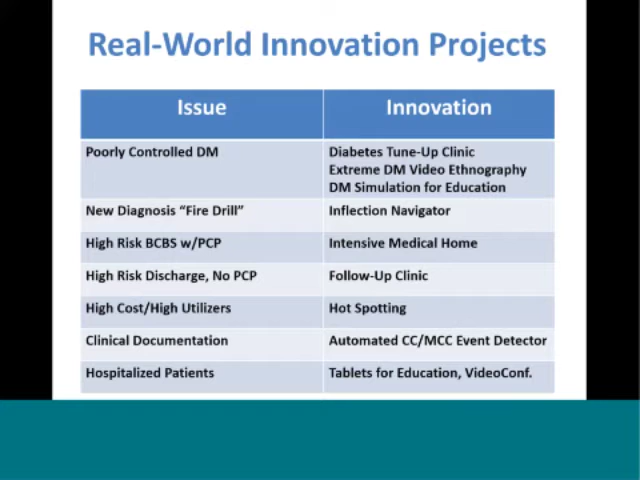 Real-World Innovation Projects
Issue Innovation
Poorly Controlled DM Diabetes Tune-Up Clinic
Extreme DM Video Ethnography
DM Simulation for Education
New Diagnosis “Fire Drill” Inflection Navigator
High Risk BCBS w/PCP Intensive Medical Home
High Risk Discharge, No PCP Follow-Up Clinic
High Cost/High Utilizers Hot Spotting
Clinical Documentation Automated CC/MCC Event Detector
Hospitalized Patients Tablets for Education, VideoConf.